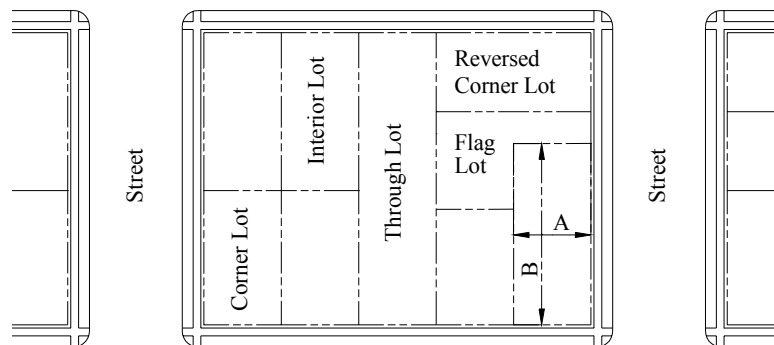 Street
Corner Lot
Interior Lot
Through Lot
Reversed
Corner Lot
Flag
Lot
A
B
Street